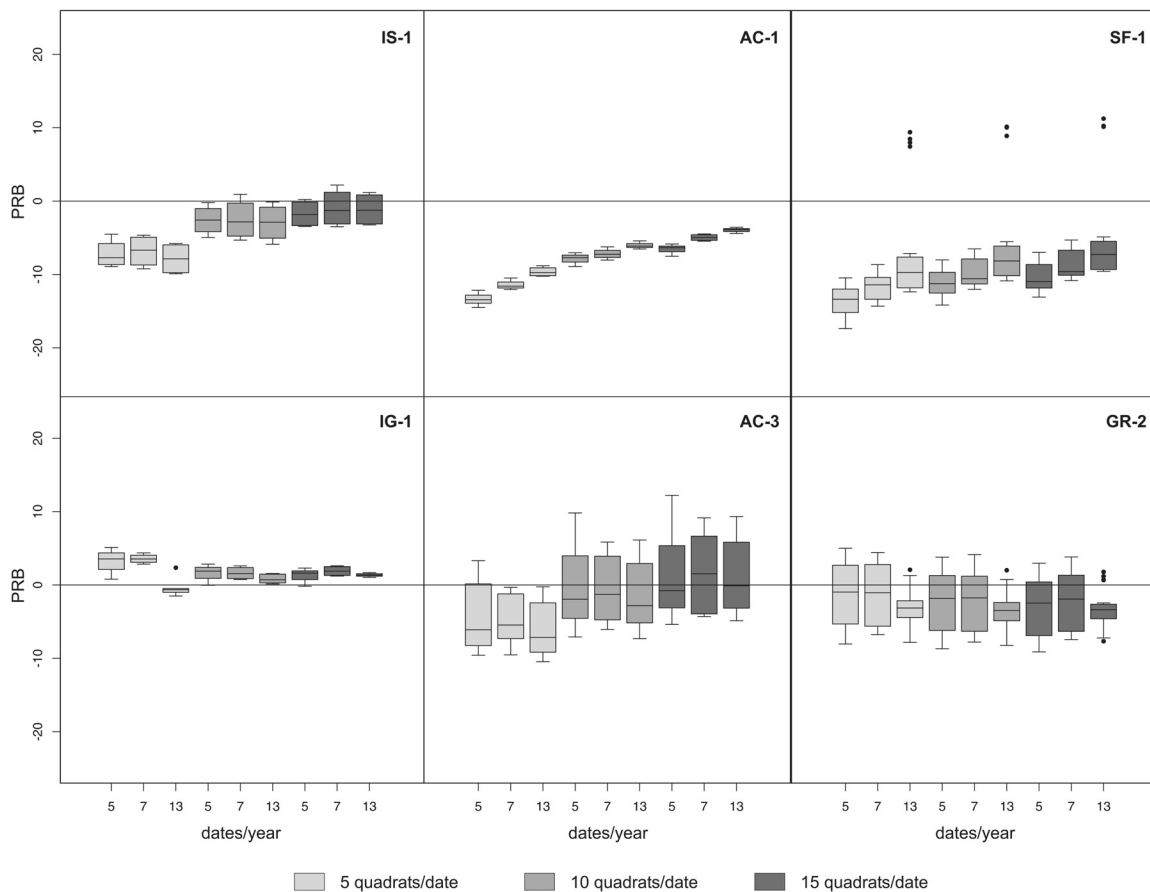 IS-1 AC-1 SF-1
20
10
0
-10
-20
PRB
IG-1 AC-3 GR-2
20
10
0
-10
-20
PRB
5 7 13 5 7 13 5 7 13 5 7 13 5 7 13 5 7 13 5 7 13 5 7 13 5 7 13
dates/year dates/year dates/year
5 quadrats/date 10 quadrats/date 15 quadrats/date